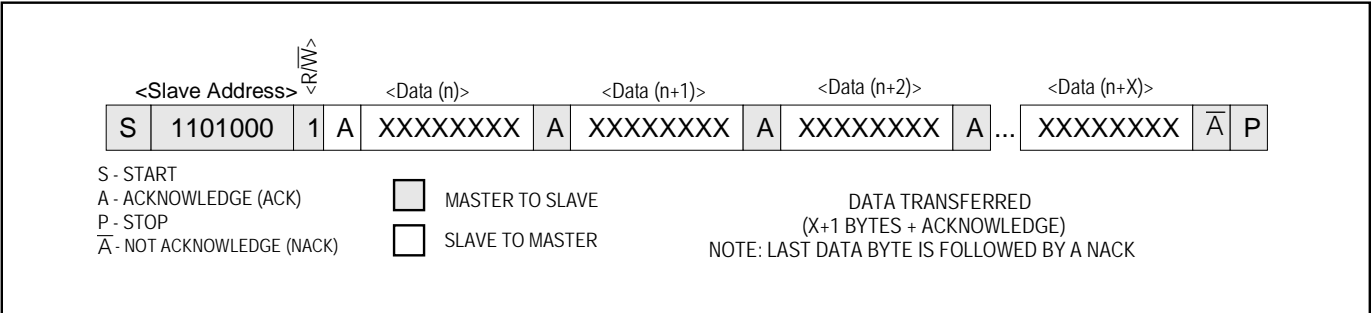 <R/W̅>
<Slave Address> <Data (n)> <Data (n+1)> <Data (n+2)> <Data (n+X)>
S 1101000 1 A XXXXXXXX A XXXXXXXX A XXXXXXXX A ... XXXXXXXX A̅ P
S - START
A - ACKNOWLEDGE (ACK)
P - STOP
A̅ - NOT ACKNOWLEDGE (NACK)
MASTER TO SLAVE
SLAVE TO MASTER
DATA TRANSFERRED
(X+1 BYTES + ACKNOWLEDGE)
NOTE: LAST DATA BYTE IS FOLLOWED BY A NACK